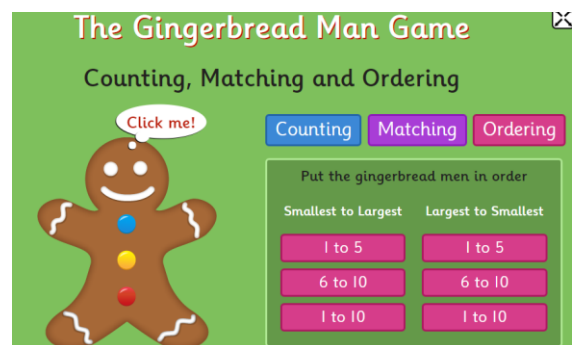 The Gingerbread Man Game
Counting, Matching and Ordering
Click me!
Counting Matching Ordering
Put the gingerbread men in order
Smallest to Largest Largest to Smallest
1 to 5 1 to 5
6 to 10 6 to 10
1 to 10 1 to 10